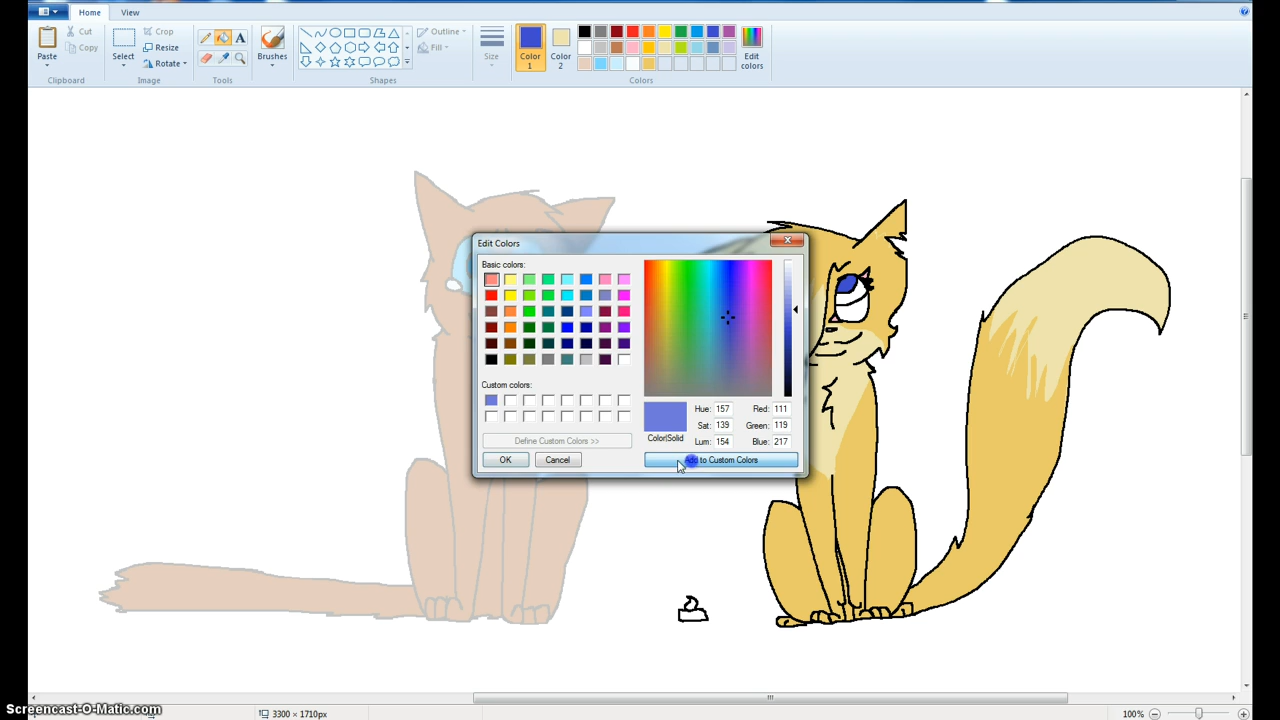 Home View
Paste
Cut
Copy
Clipboard
Select
Crop
Resize
Rotate
Image
Tools
Brushes
Outline
Fill
Shapes
Size
Color 1
Color 2
Edit colors
Colors
Edit Colors
Basic colors:
Custom colors:
Define Custom Colors >>
OK Cancel
Color|Solid
Hue: 157 Red: 111
Sat: 139 Green: 119
Lum: 154 Blue: 217
Add to Custom Colors
Screencast-O-Matic.com
3300 × 1710px
100%